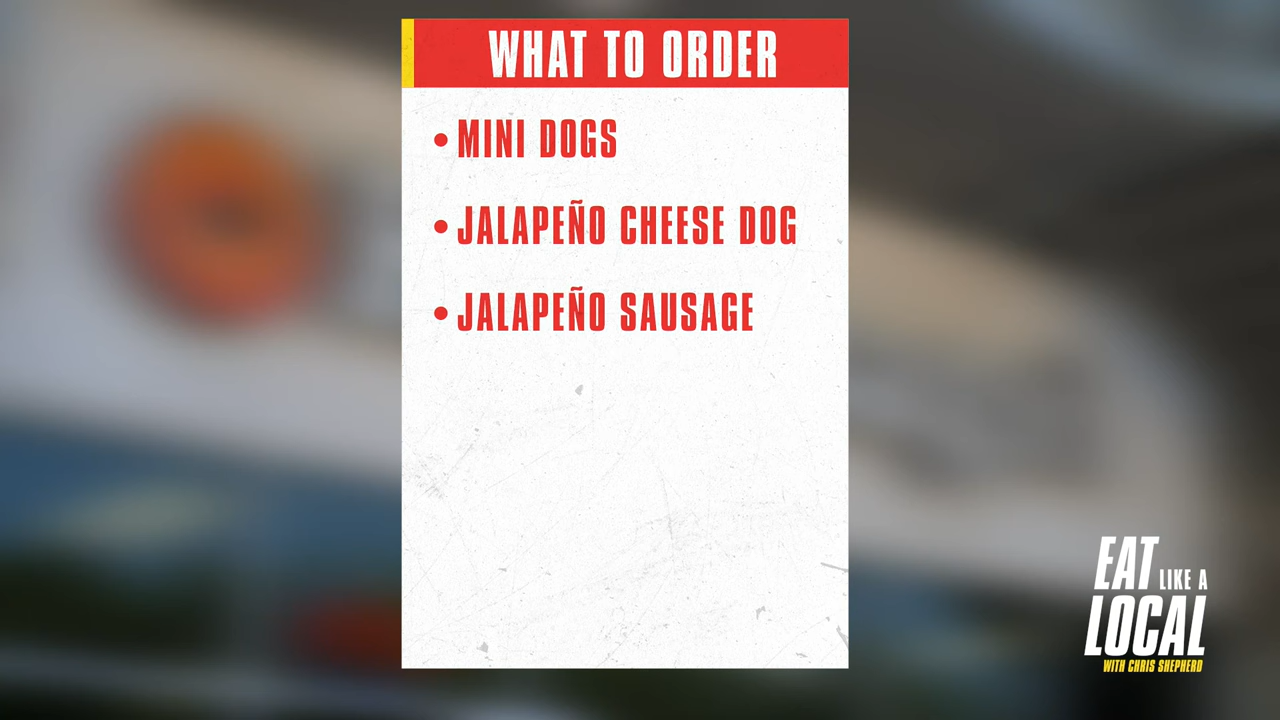 WHAT TO ORDER
• MINI DOGS
• JALAPEÑO CHEESE DOG
• JALAPEÑO SAUSAGE
EAT LIKE A
LOCAL
WITH CHRIS SHEPHERD